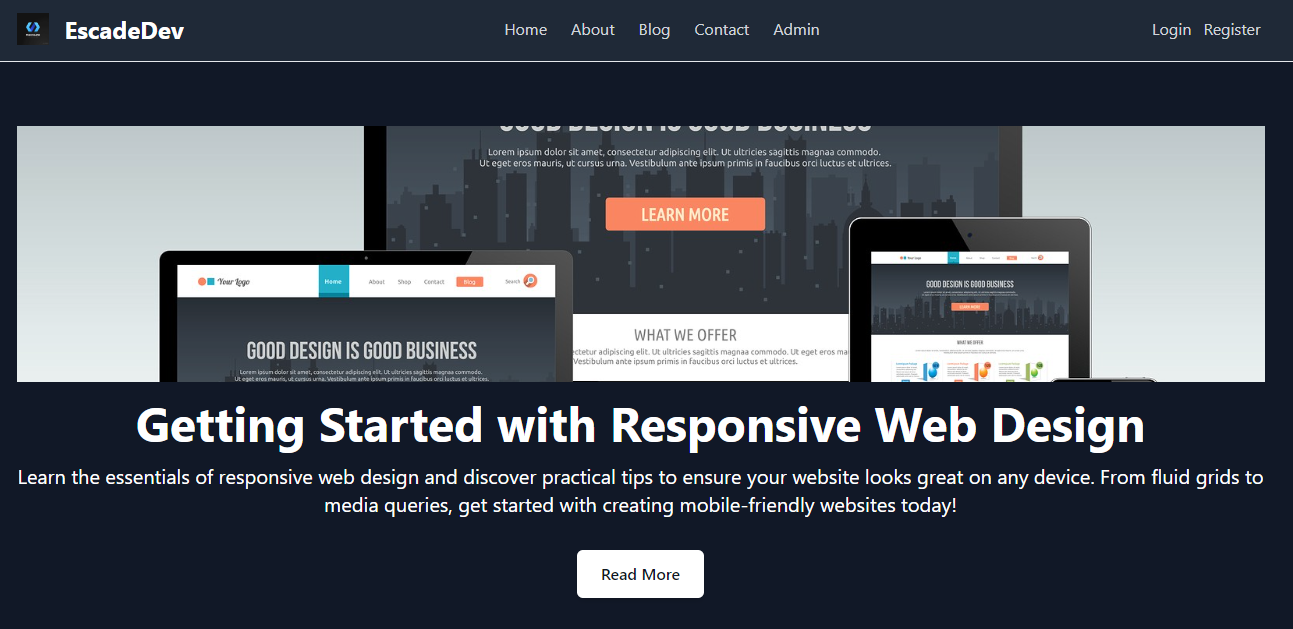 EscadeDev
Home About Blog Contact Admin
Login Register
GOOD DESIGN IS GOOD BUSINESS
Lorem ipsum dolor sit amet, consectetur adipiscing elit. Ut ultricies sagittis magnaa commodo.
Ut eget eros mauris, ut cursus urna. Vestibulum ante ipsum primis in faucibus orci luctus et ultrices.
LEARN MORE
Your Logo Home About Shop Contact Blog Search
GOOD DESIGN IS GOOD BUSINESS
Lorem ipsum dolor sit amet, consectetur adipiscing elit. Ut ultricies sagittis magnaa commodo.
Ut eget eros mauris, ut cursus urna. Vestibulum ante ipsum primis in faucibus orci luctus et ultrices.
WHAT WE OFFER
ectetur adipiscing elit. Ut ultricies sagittis magnaa commodo. Ut eget eros ma
Vestibulum ante ipsum primis in faucibus orci luctus et ultrices.
Your Logo
GOOD DESIGN IS GOOD BUSINESS
LEARN MORE
WHAT WE OFFER
Getting Started with Responsive Web Design
Learn the essentials of responsive web design and discover practical tips to ensure your website looks great on any device. From fluid grids to
media queries, get started with creating mobile-friendly websites today!
Read More